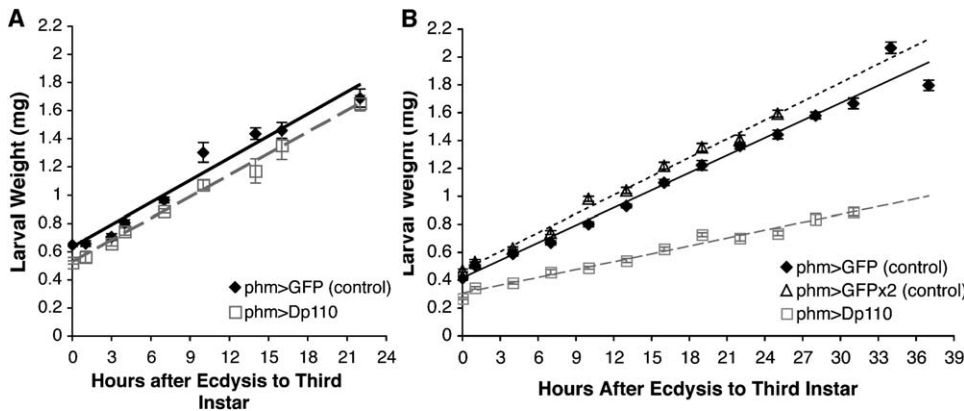 A
Larval Weight (mg)
2
1.8
1.6
1.4
1.2
1
0.8
0.6
0.4
0.2
0
0 3 6 9 12 15 18 21 24
Hours after Ecdysis to Third
Instar
phm>GFP (control)
phm>Dp110
B
Larval weight (mg)
2.2
2
1.8
1.6
1.4
1.2
1
0.8
0.6
0.4
0.2
0
0 3 6 9 12 15 18 21 24 27 30 33 36 39
Hours After Ecdysis to Third Instar
phm>GFP (control)
phm>GFPx2 (control)
phm>Dp110